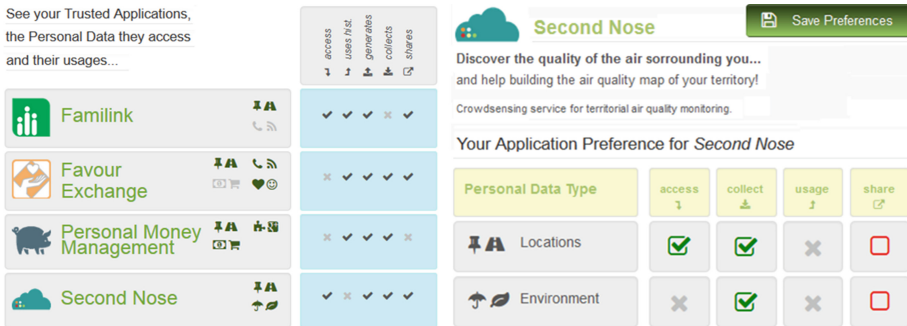 See your Trusted Applications,
the Personal Data they access
and their usages...
access
uses hist.
generates
collects
shares
Familink
Favour
Exchange
Personal Money
Management
Second Nose
Second Nose
Save Preferences
Discover the quality of the air sorrounding you...
and help building the air quality map of your territory!
Crowdsensing service for territorial air quality monitoring.
Your Application Preference for Second Nose
Personal Data Type access collect usage share
Locations
Environment